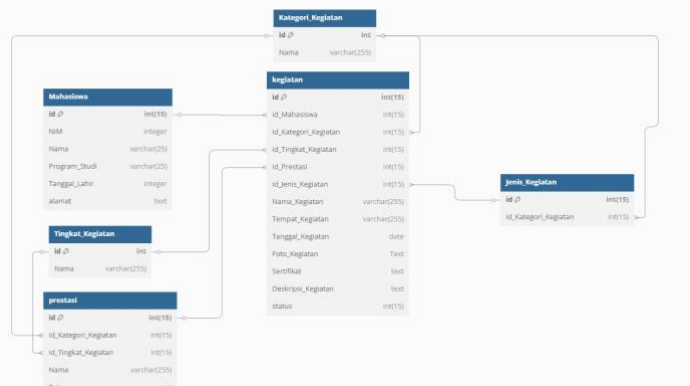 Kategori_Kegiatan
id int
Nama varchar(255)
kegiatan
id int(15)
id_Mahasiswa int(15)
id_Kategori_Kegiatan int(15)
id_Tingkat_Kegiatan int(15)
id_Prestasi int(15)
id_Jenis_Kegiatan int(15)
Nama_Kegiatan varchar(255)
Tempat_Kegiatan varchar(255)
Tanggal_Kegiatan date
Foto_Kegiatan Text
Sertifikat text
Deskripsi_Kegiatan text
status int(15)
Mahasiswa
id int(15)
NIM integer
Nama varchar(25)
Program_Studi varchar(25)
Tanggal_Lahir integer
alamat text
Jenis_Kegiatan
id int(15)
id_Kategori_Kegiatan int(15)
Tingkat_Kegiatan
id int
Nama varchar(255)
prestasi
id int(15)
id_Kategori_Kegiatan int(15)
id_Tingkat_Kegiatan int(15)
Nama varchar(255)